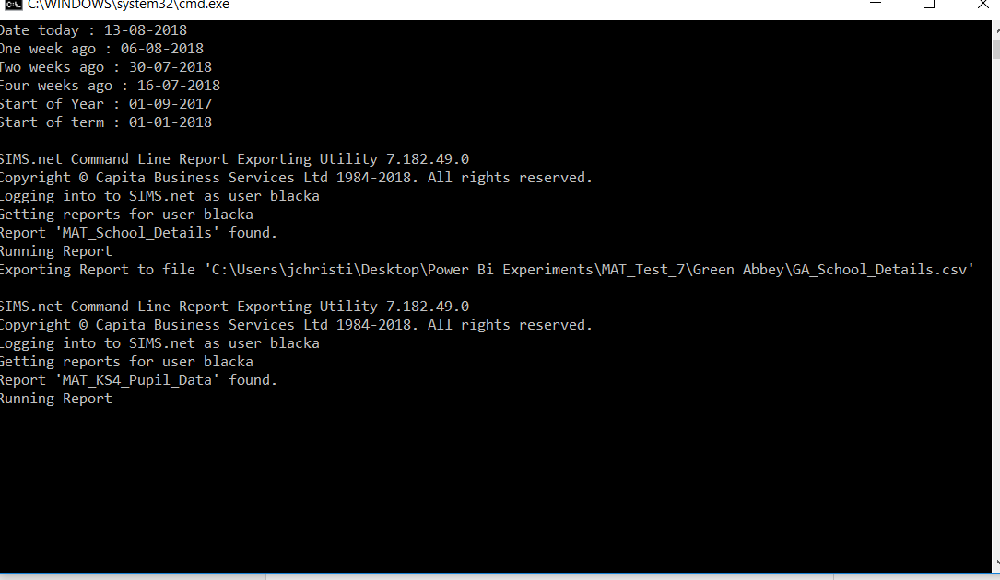 C:\WINDOWS\system32\cmd.exe
Date today : 13-08-2018
One week ago : 06-08-2018
Two weeks ago : 30-07-2018
Four weeks ago : 16-07-2018
Start of Year : 01-09-2017
Start of term : 01-01-2018
SIMS.net Command Line Report Exporting Utility 7.182.49.0
Copyright © Capita Business Services Ltd 1984-2018. All rights reserved.
Logging into to SIMS.net as user blacka
Getting reports for user blacka
Report 'MAT_School_Details' found.
Running Report
Exporting Report to file 'C:\Users\jchristi\Desktop\Power Bi Experiments\MAT_Test_7\Green Abbey\GA_School_Details.csv'
SIMS.net Command Line Report Exporting Utility 7.182.49.0
Copyright © Capita Business Services Ltd 1984-2018. All rights reserved.
Logging into to SIMS.net as user blacka
Getting reports for user blacka
Report 'MAT_KS4_Pupil_Data' found.
Running Report